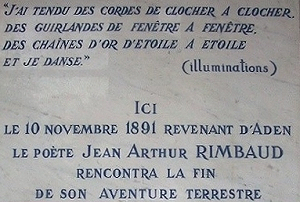 "J'AI TENDU DES CORDES DE CLOCHER A CLOCHER,
DES GUIRLANDES DE FENÊTRE A FENÊTRE,
DES CHAÎNES D'OR D'ETOILE A ETOILE
ET JE DANSE."
(illuminations)
ICI
LE 10 NOVEMBRE 1891 REVENANT D'ADEN
LE POÈTE JEAN ARTHUR RIMBAUD
RENCONTRA LA FIN
DE SON AVENTURE TERRESTRE